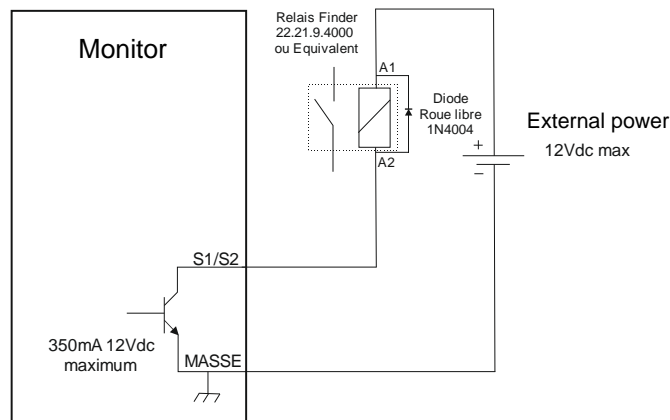 Monitor
Relais Finder
22.21.9.4000
ou Equivalent
A1
Diode
Roue libre
1N4004
A2
External power
12Vdc max
+
−
S1/S2
350mA 12Vdc
maximum
MASSE